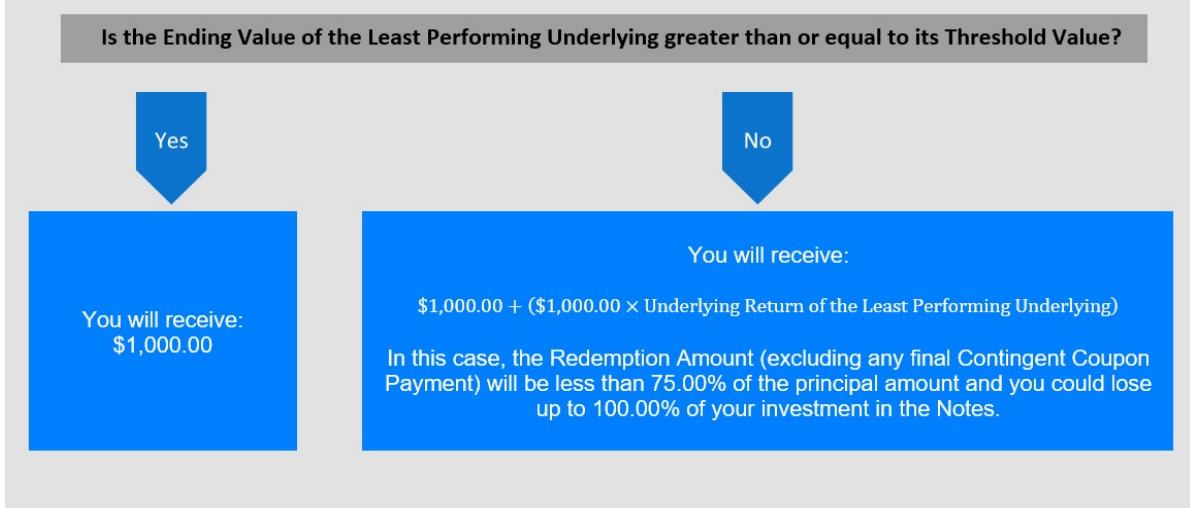 Is the Ending Value of the Least Performing Underlying greater than or equal to its Threshold Value?
Yes
No
You will receive:
$1,000.00
You will receive:
$1,000.00 + ($1,000.00 × Underlying Return of the Least Performing Underlying)
In this case, the Redemption Amount (excluding any final Contingent Coupon
Payment) will be less than 75.00% of the principal amount and you could lose
up to 100.00% of your investment in the Notes.